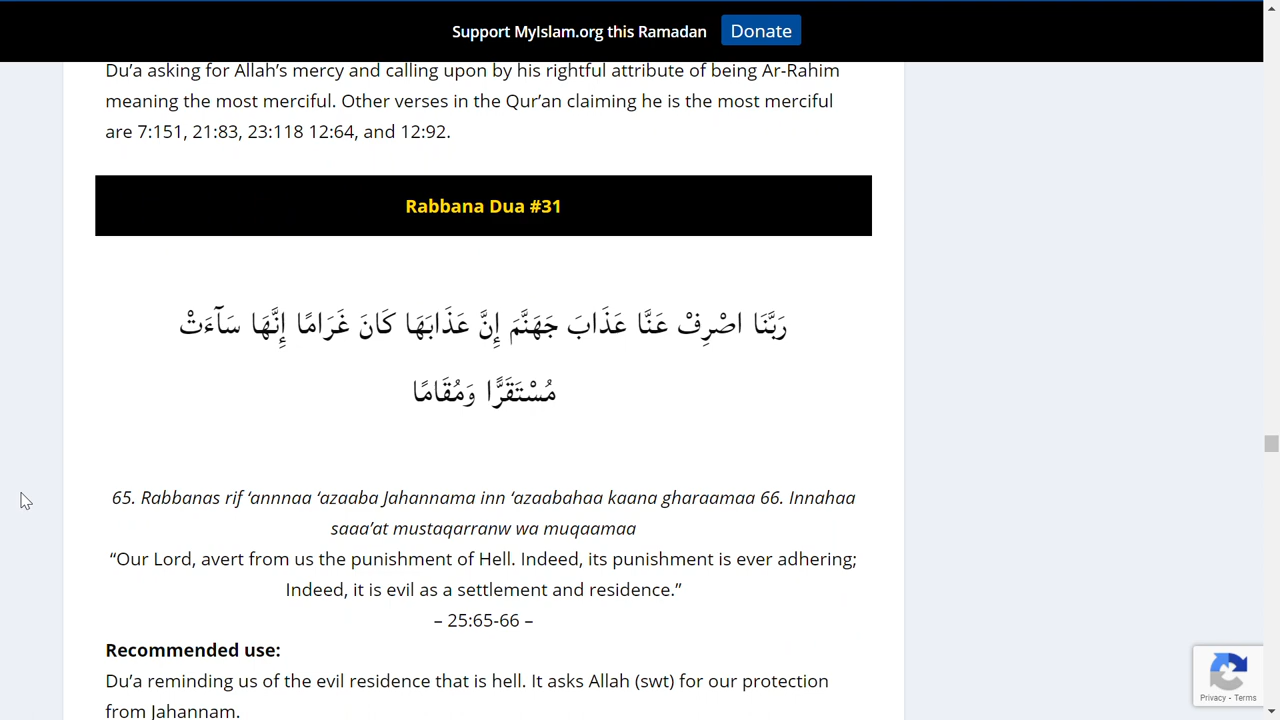 Support MyIslam.org this Ramadan
Donate
Du’a asking for Allah’s mercy and calling upon by his rightful attribute of being Ar-Rahim
meaning the most merciful. Other verses in the Qur’an claiming he is the most merciful
are 7:151, 21:83, 23:118 12:64, and 12:92.
Rabbana Dua #31
رَبَّنَا اصْرِفْ عَنَّا عَذَابَ جَهَنَّمَ إِنَّ عَذَابَهَا كَانَ غَرَامًا إِنَّهَا سَآءَتْ
مُسْتَقَرًّا وَمُقَامًا
65. Rabbanas rif ‘annnaa ‘azaaba Jahannama inn ‘azaabahaa kaana gharaamaa 66. Innahaa
saaa’at mustaqarranw wa muqaamaa
“Our Lord, avert from us the punishment of Hell. Indeed, its punishment is ever adhering;
Indeed, it is evil as a settlement and residence.”
– 25:65-66 –
Recommended use:
Du’a reminding us of the evil residence that is hell. It asks Allah (swt) for our protection
from Jahannam.
Privacy - Terms